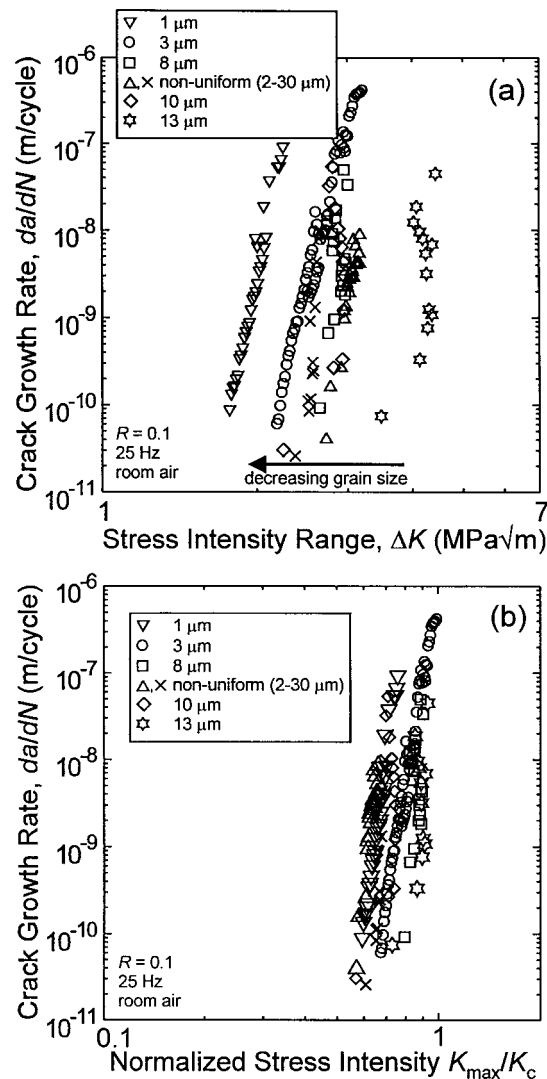 1 μm
3 μm
8 μm
non-uniform (2-30 μm)
10 μm
13 μm
(a)
Crack Growth Rate, da/dN (m/cycle)
10⁻⁶
10⁻⁷
10⁻⁸
10⁻⁹
10⁻¹⁰
10⁻¹¹
R = 0.1
25 Hz
room air
decreasing grain size
1
7
Stress Intensity Range, ΔK (MPa√m)
(b)
1 μm
3 μm
8 μm
non-uniform (2-30 μm)
10 μm
13 μm
Crack Growth Rate, da/dN (m/cycle)
10⁻⁶
10⁻⁷
10⁻⁸
10⁻⁹
10⁻¹⁰
10⁻¹¹
R = 0.1
25 Hz
room air
0.1
1
Normalized Stress Intensity Kmax/Kc